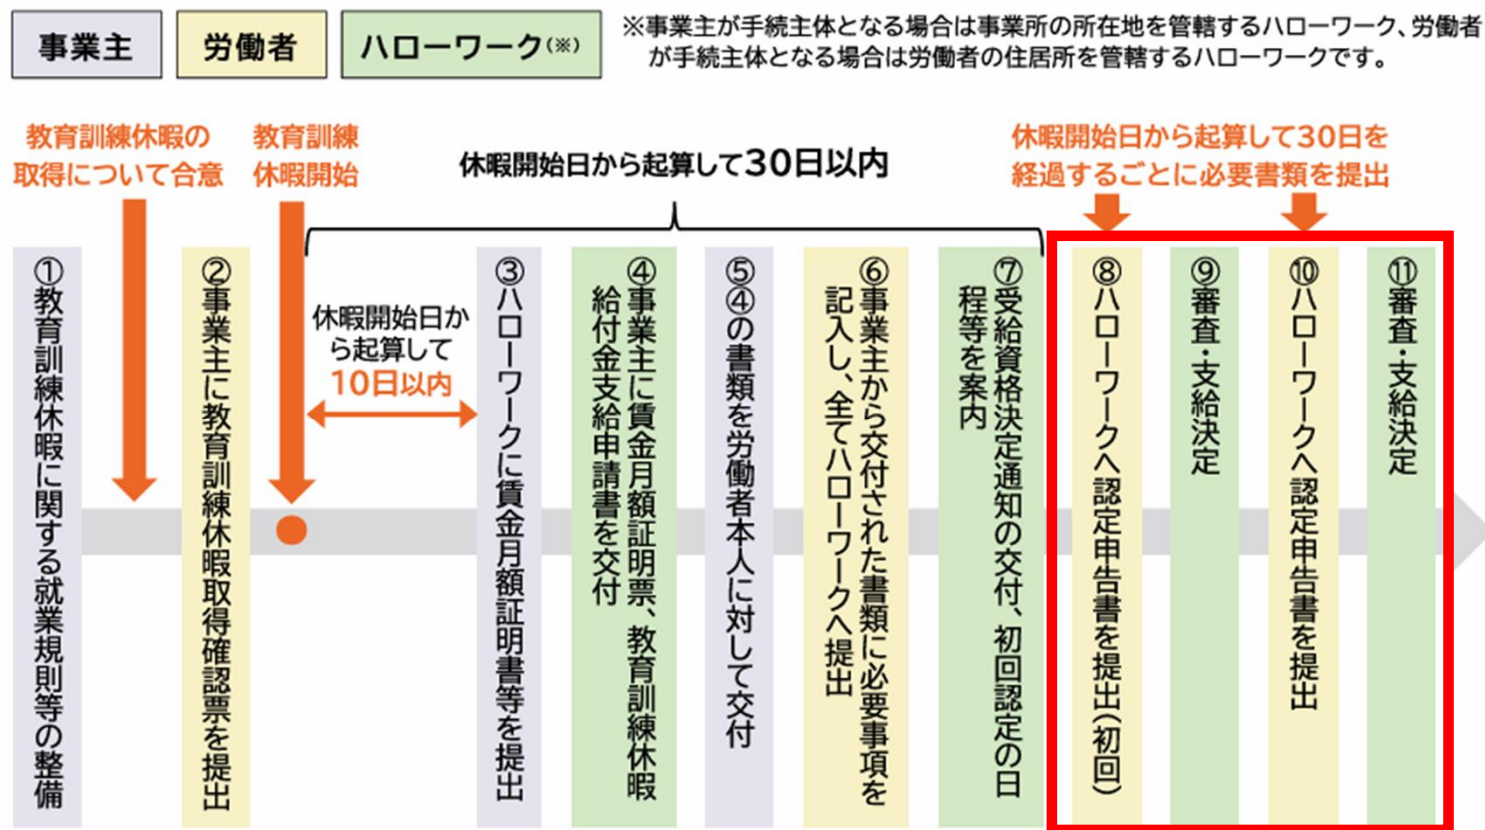 事業主
労働者
ハローワーク(※)
※事業主が手続主体となる場合は事業所の所在地を管轄するハローワーク、労働者
が手続主体となる場合は労働者の住居所を管轄するハローワークです。
教育訓練休暇の
取得について合意
教育訓練
休暇開始
休暇開始日から起算して30日以内
休暇開始日から起算して30日を
経過するごとに必要書類を提出
①教育訓練休暇に関する就業規則等の整備
②事業主に教育訓練休暇取得確認票を提出
休暇開始日か
ら起算して
10日以内
③ハローワークに賃金月額証明書等を提出
④事業主に賃金月額証明票、教育訓練休暇
給付金支給申請書を交付
⑤④の書類を労働者本人に対して交付
⑥事業主から交付された書類に必要事項を
記入し、全てハローワークへ提出
⑦受給資格決定通知の交付、初回認定の日
程等を案内
⑧ハローワークへ認定申告書を提出(初回)
⑨審査・支給決定
⑩ハローワークへ認定申告書を提出
⑪審査・支給決定